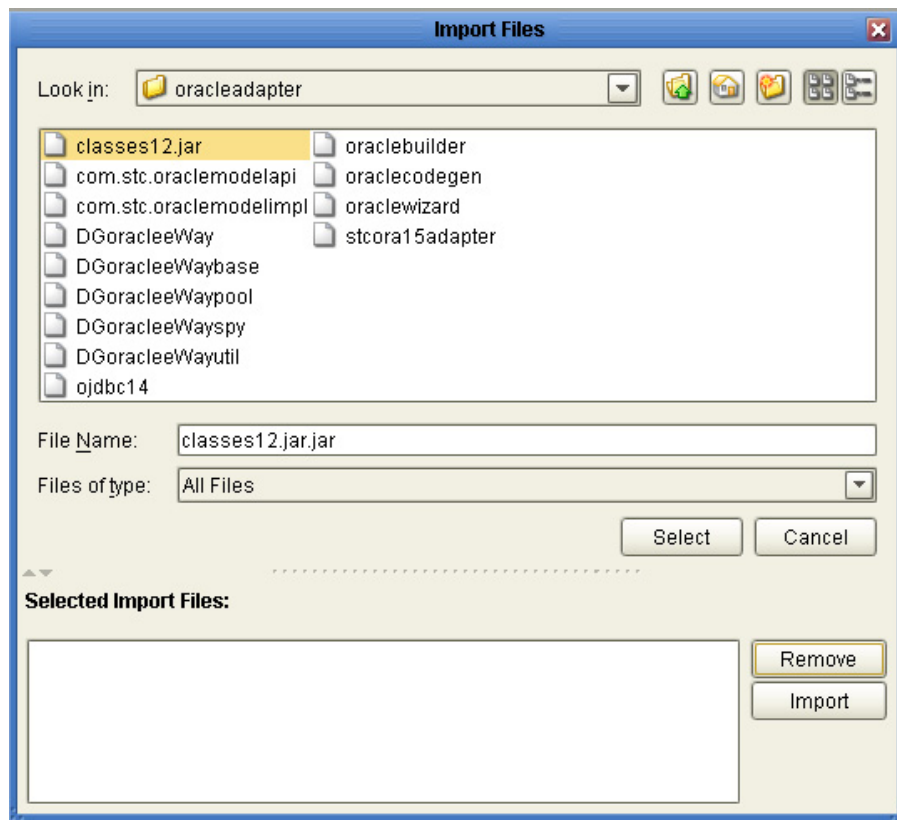 Import Files
Look in: oracleadapter
classes12.jar oraclebuilder
com.stc.oraclemodelapi oraclecodegen
com.stc.oraclemodelimpl oraclewizard
DGoracleeWay stcora15adapter
DGoracleeWaybase
DGoracleeWaypool
DGoracleeWayspy
DGoracleeWayutil
ojdbc14
File Name: classes12.jar.jar
Files of type: All Files
Select Cancel
Selected Import Files:
Remove
Import